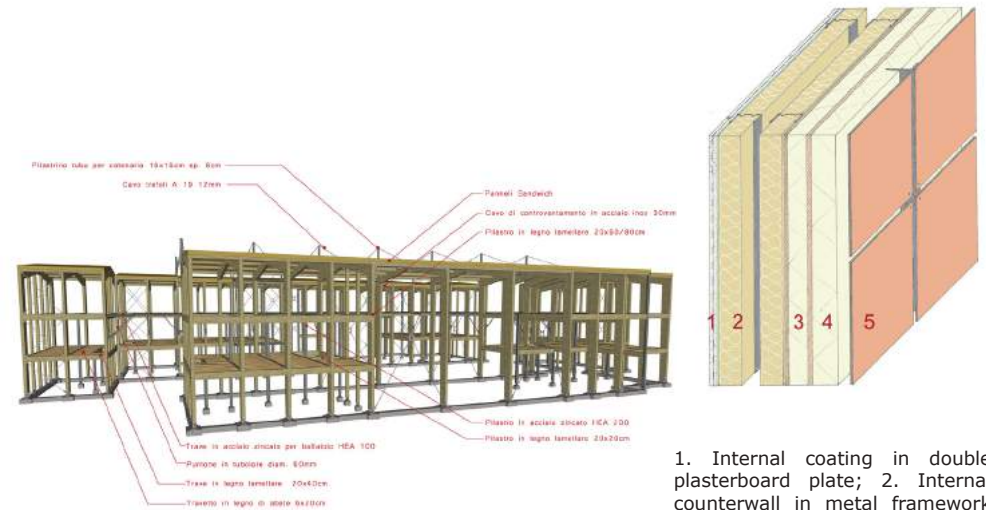 Pilastrino tubo per catenaria 16x16cm sp. 8cm
Cavo trefoli A 19 12mm
Pannelli Sandwich
Cavo di controventamento in acciaio inox 30mm
Pilastro in legno lamellare 20x60/80cm
Pilastro in acciaio zincato HEA 200
Pilastro in legno lamellare 20x20cm
Trave in acciaio zincato per ballatoio HEA 100
Puntone in tubolare diam. 60mm
Trave in legno lamellare 20x40cm
Travetto in legno di abete 8x20cm
1 2 3 4 5
1. Internal coating in double
plasterboard plate; 2. Internal
counterwall in metal framework